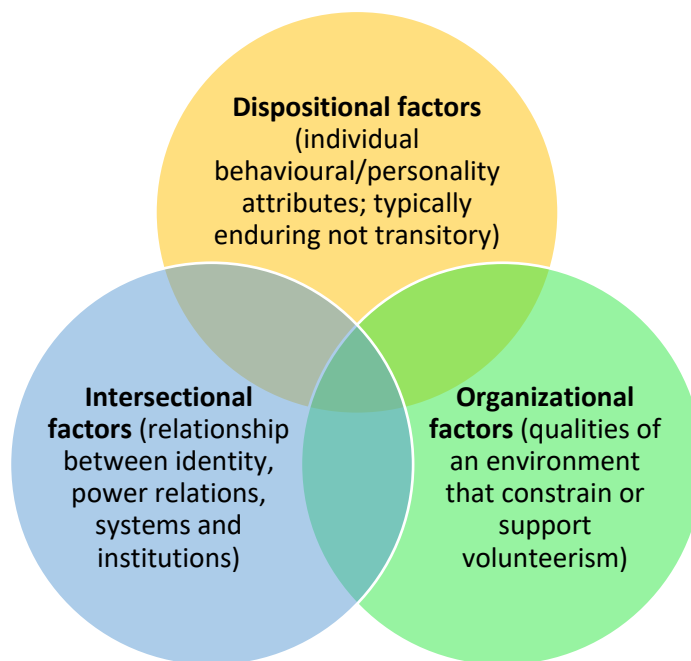 Dispositional factors
(individual
behavioural/personality
attributes; typically
enduring not transitory)
Intersectional
factors (relationship
between identity,
power relations,
systems and
institutions)
Organizational
factors (qualities of
an environment
that constrain or
support
volunteerism)